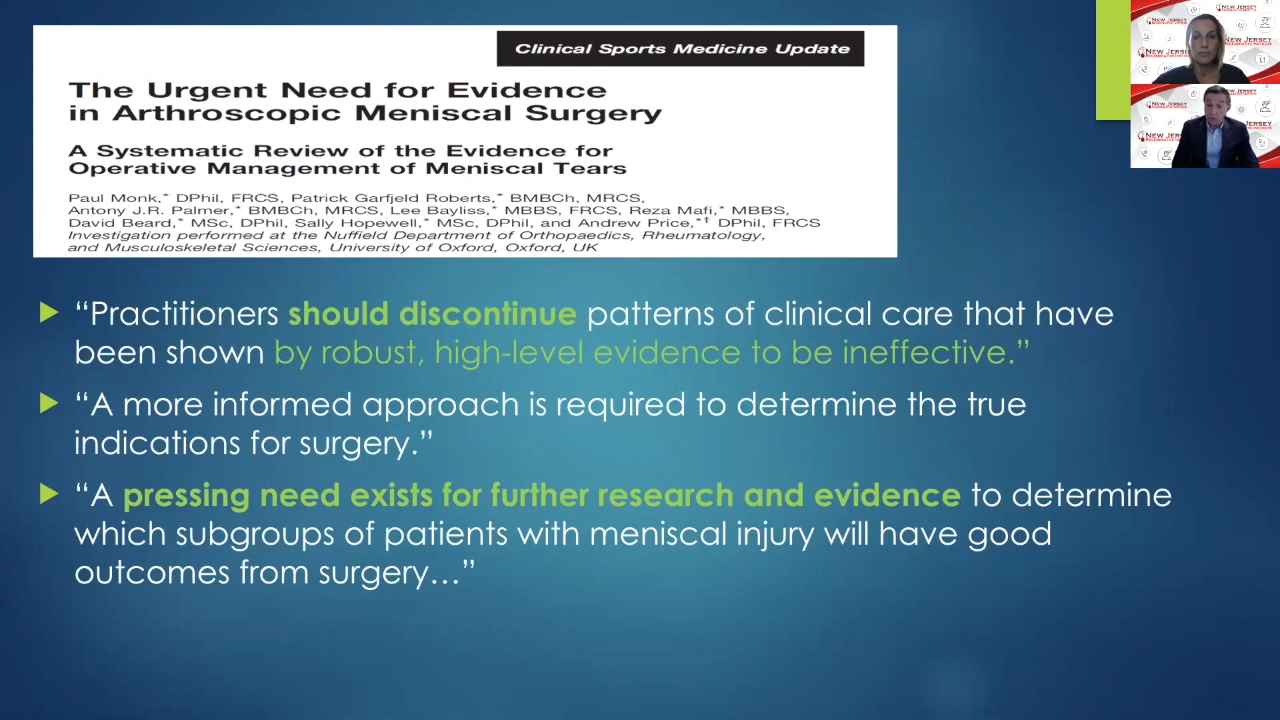 Clinical Sports Medicine Update
The Urgent Need for Evidence
in Arthroscopic Meniscal Surgery
A Systematic Review of the Evidence for
Operative Management of Meniscal Tears
Paul Monk,* DPhil, FRCS, Patrick Garfjeld Roberts,* BMBCh, MRCS,
Antony J.R. Palmer,* BMBCh, MRCS, Lee Bayliss,* MBBS, FRCS, Reza Mafi,* MBBS,
David Beard,* MSc, DPhil, Sally Hopewell,* MSc, DPhil, and Andrew Price,*† DPhil, FRCS
Investigation performed at the Nuffield Department of Orthopaedics, Rheumatology,
and Musculoskeletal Sciences, University of Oxford, Oxford, UK
“Practitioners should discontinue patterns of clinical care that have
been shown by robust, high-level evidence to be ineffective.”
“A more informed approach is required to determine the true
indications for surgery.”
“A pressing need exists for further research and evidence to determine
which subgroups of patients with meniscal injury will have good
outcomes from surgery…”
New Jersey
New Jersey